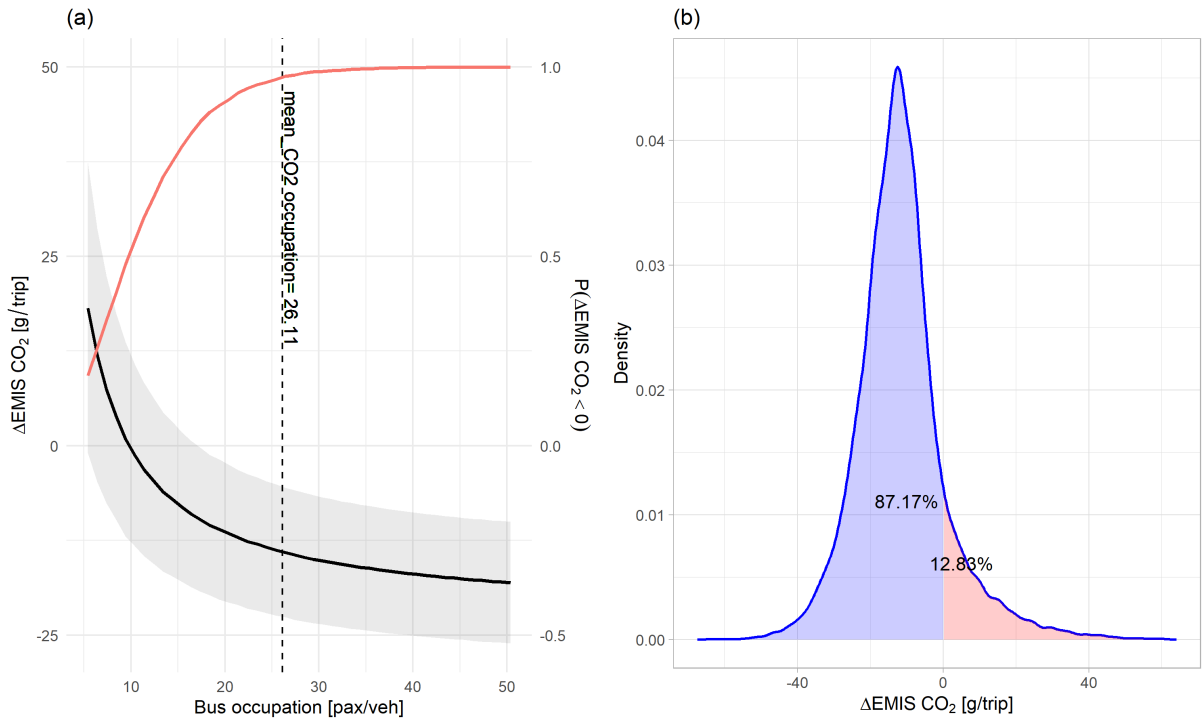 (a)
50
25
0
-25
ΔEMIS CO₂ [g/trip]
mean_CO2 occupation= 26.11
1.0
0.5
0.0
-0.5
P(ΔEMIS CO₂ < 0)
10 20 30 40 50
Bus occupation [pax/veh]
(b)
0.04
0.03
0.02
0.01
0.00
Density
87.17%
12.83%
-40 0 40
ΔEMIS CO₂ [g/trip]